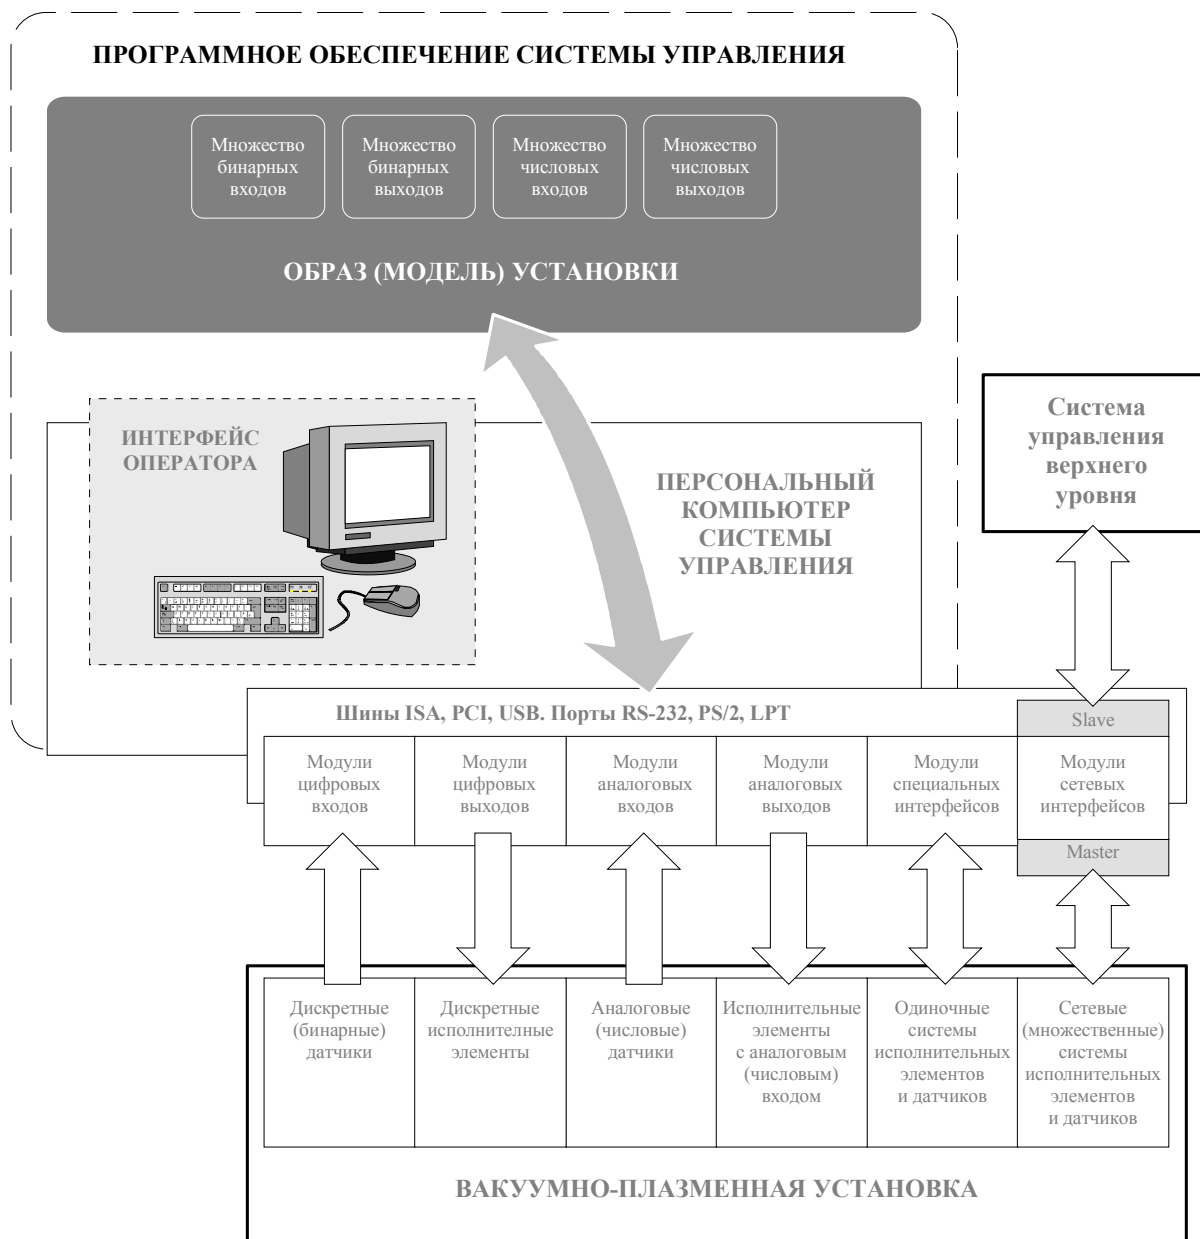 ПРОГРАММНОЕ ОБЕСПЕЧЕНИЕ СИСТЕМЫ УПРАВЛЕНИЯ
Множество
бинарных
входов
Множество
бинарных
выходов
Множество
числовых
входов
Множество
числовых
выходов
ОБРАЗ (МОДЕЛЬ) УСТАНОВКИ
ИНТЕРФЕЙС
ОПЕРАТОРА
ПЕРСОНАЛЬНЫЙ
КОМПЬЮТЕР
СИСТЕМЫ
УПРАВЛЕНИЯ
Система
управления
верхнего
уровня
Шины ISA, PCI, USB. Порты RS-232, PS/2, LPT
Slave
Модули
цифровых
входов
Модули
цифровых
выходов
Модули
аналоговых
входов
Модули
аналоговых
выходов
Модули
специальных
интерфейсов
Модули
сетевых
интерфейсов
Master
Дискретные
(бинарные)
датчики
Дискретные
исполнителные
элементы
Аналоговые
(числовые)
датчики
Исполнительные
элементы
с аналоговым
(числовым)
входом
Одиночные
системы
исполнительных
элементов
и датчиков
Сетевые
(множественные)
системы
исполнительных
элементов
и датчиков
ВАКУУМНО-ПЛАЗМЕННАЯ УСТАНОВКА